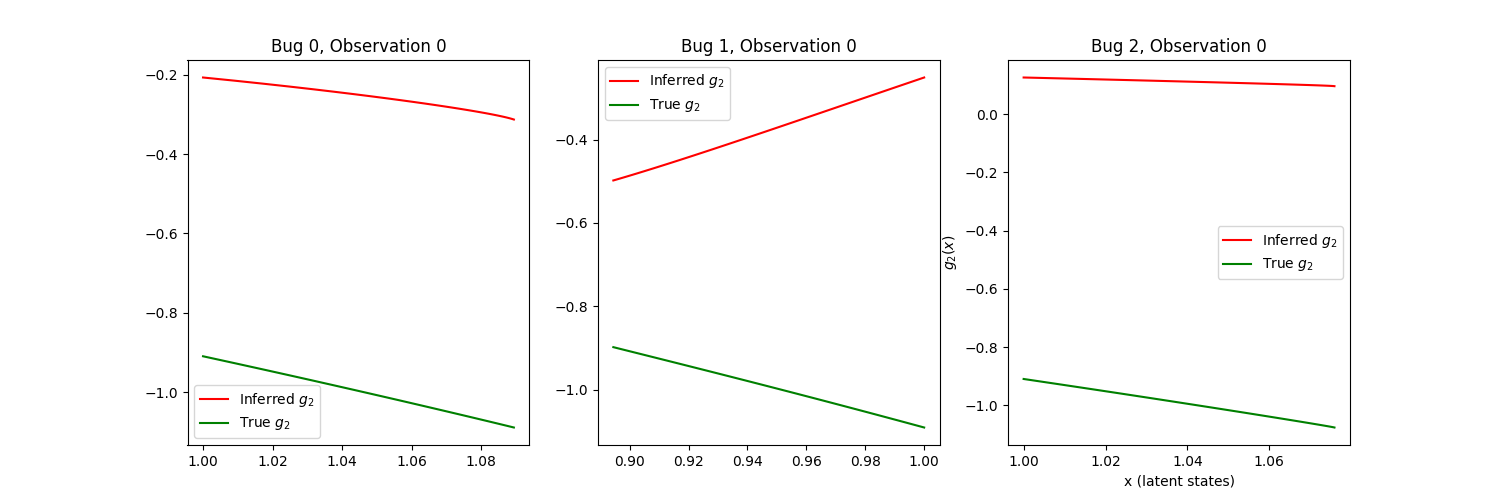 Bug 0, Observation 0
−0.2
−0.4
−0.6
−0.8
−1.0
Inferred g₂
True g₂
1.00 1.02 1.04 1.06 1.08
Bug 1, Observation 0
Inferred g₂
True g₂
−0.4
−0.6
−0.8
−1.0
0.90 0.92 0.94 0.96 0.98 1.00
Bug 2, Observation 0
g₂(x)
0.0
−0.2
−0.4
−0.6
−0.8
−1.0
Inferred g₂
True g₂
1.00 1.02 1.04 1.06
x (latent states)